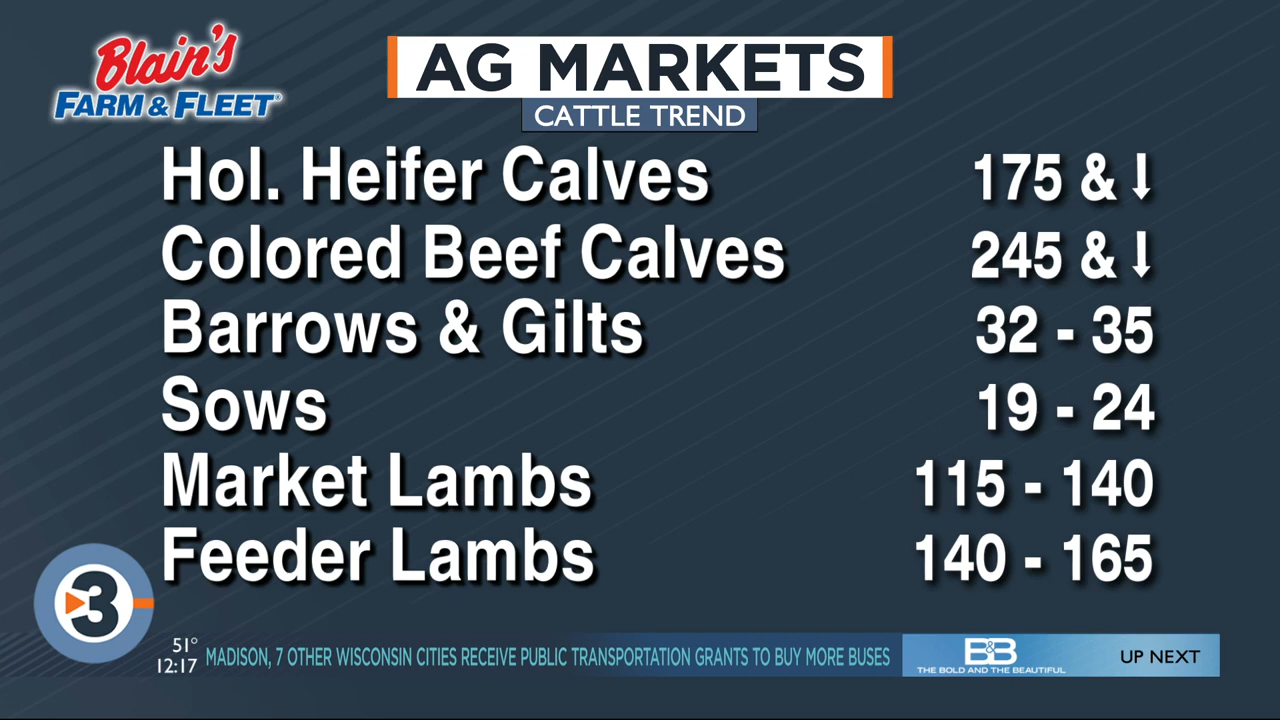 Blain's
FARM & FLEET®
AG MARKETS
CATTLE TREND
Hol. Heifer Calves 175 & ↓
Colored Beef Calves 245 & ↓
Barrows & Gilts 32 - 35
Sows 19 - 24
Market Lambs 115 - 140
Feeder Lambs 140 - 165
3
51°
12:17
MADISON, 7 OTHER WISCONSIN CITIES RECEIVE PUBLIC TRANSPORTATION GRANTS TO BUY MORE BUSES
B&B
THE BOLD AND THE BEAUTIFUL
UP NEXT